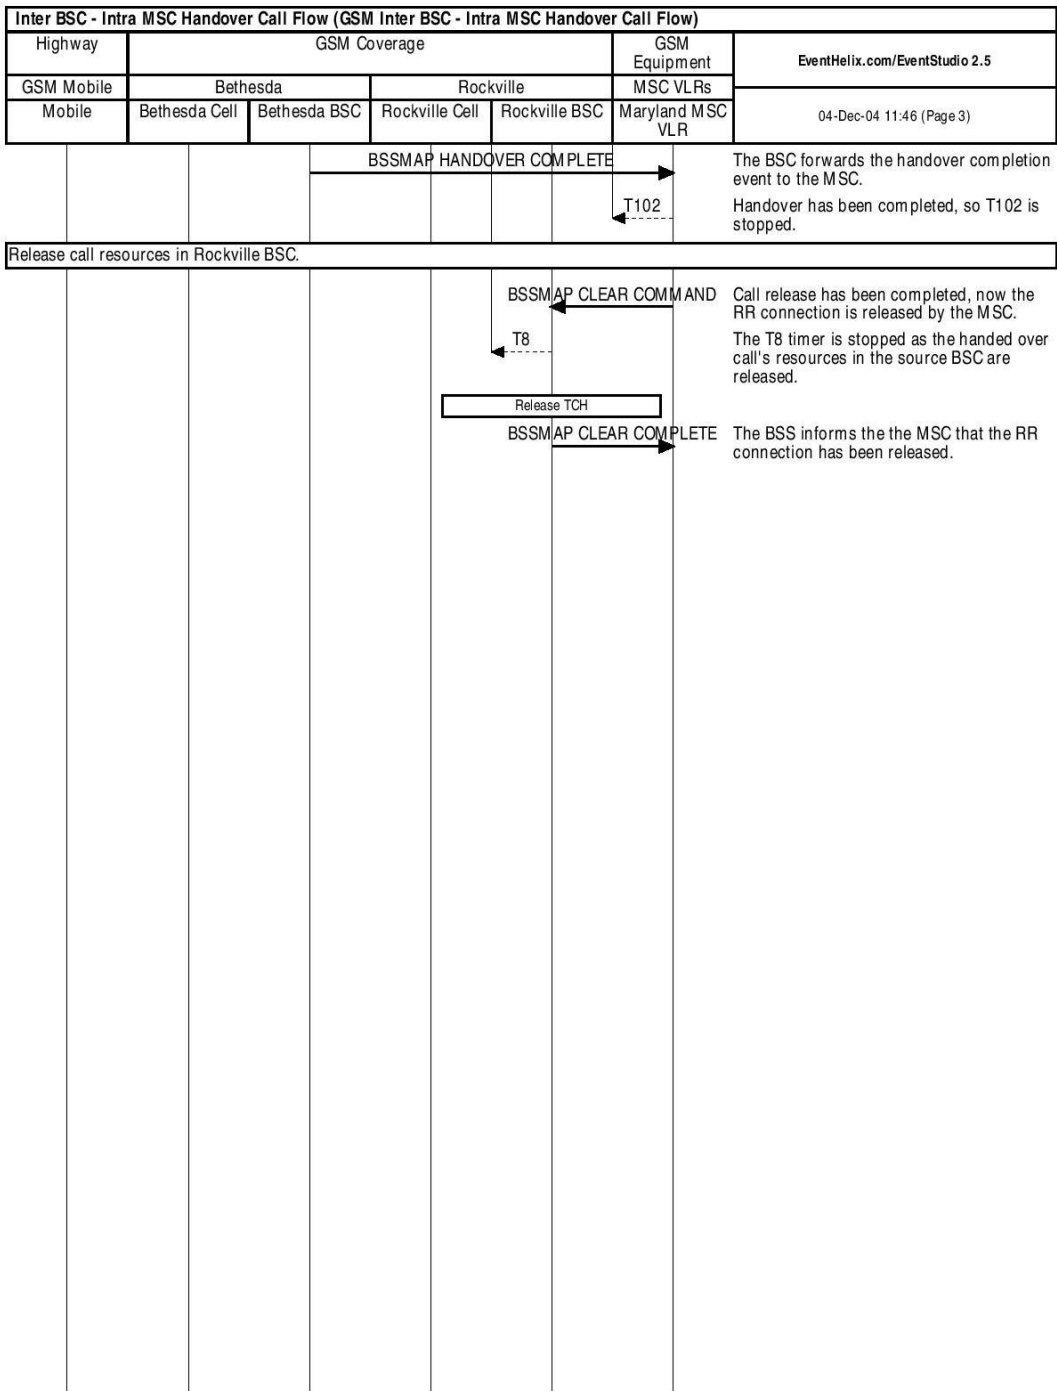 Inter BSC - Intra MSC Handover Call Flow (GSM Inter BSC - Intra MSC Handover Call Flow)
Highway
GSM Coverage
GSM
Equipment
EventHelix.com/EventStudio 2.5
GSM Mobile
Bethesda
Rockville
MSC VLRs
Mobile
Bethesda Cell
Bethesda BSC
Rockville Cell
Rockville BSC
Maryland MSC
VLR
04-Dec-04 11:46 (Page 3)
BSSMAP HANDOVER COMPLETE
The BSC forwards the handover completion
event to the MSC.
T102
Handover has been completed, so T102 is
stopped.
Release call resources in Rockville BSC.
BSSMAP CLEAR COMMAND
Call release has been completed, now the
RR connection is released by the MSC.
T8
The T8 timer is stopped as the handed over
call's resources in the source BSC are
released.
Release TCH
BSSMAP CLEAR COMPLETE
The BSS informs the the MSC that the RR
connection has been released.